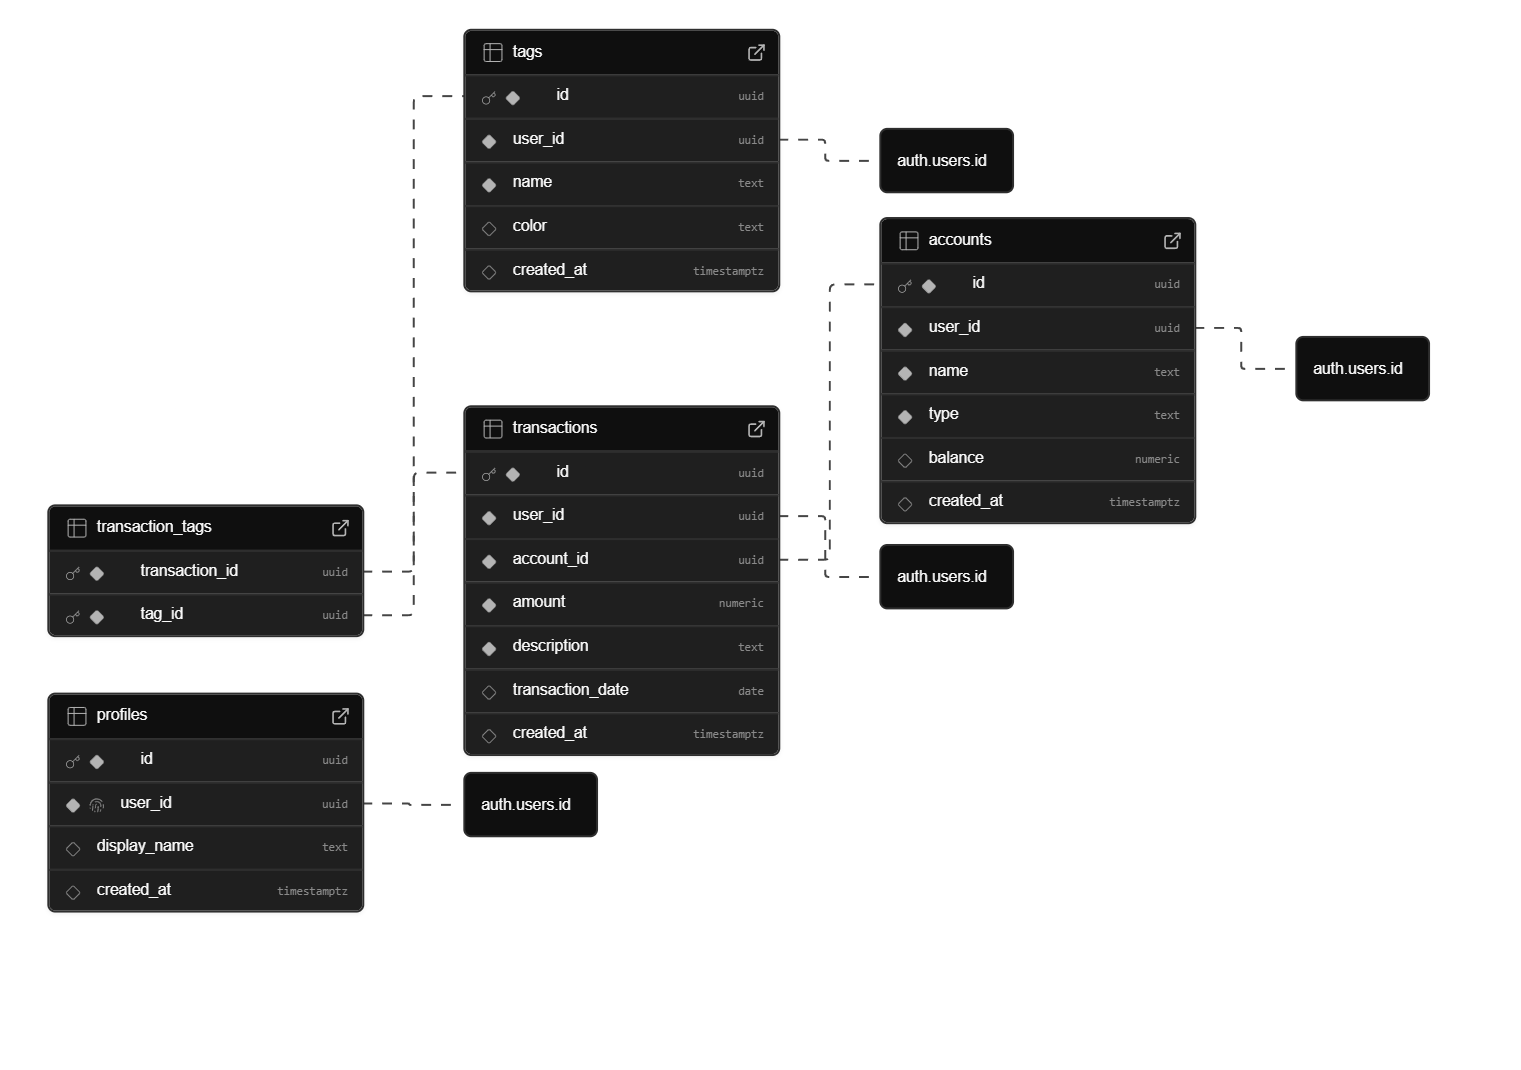 tags
id uuid
user_id uuid
name text
color text
created_at timestamptz
auth.users.id
accounts
id uuid
user_id uuid
name text
type text
balance numeric
created_at timestamptz
auth.users.id
transactions
id uuid
user_id uuid
account_id uuid
amount numeric
description text
transaction_date date
created_at timestamptz
auth.users.id
transaction_tags
transaction_id uuid
tag_id uuid
profiles
id uuid
user_id uuid
display_name text
created_at timestamptz
auth.users.id